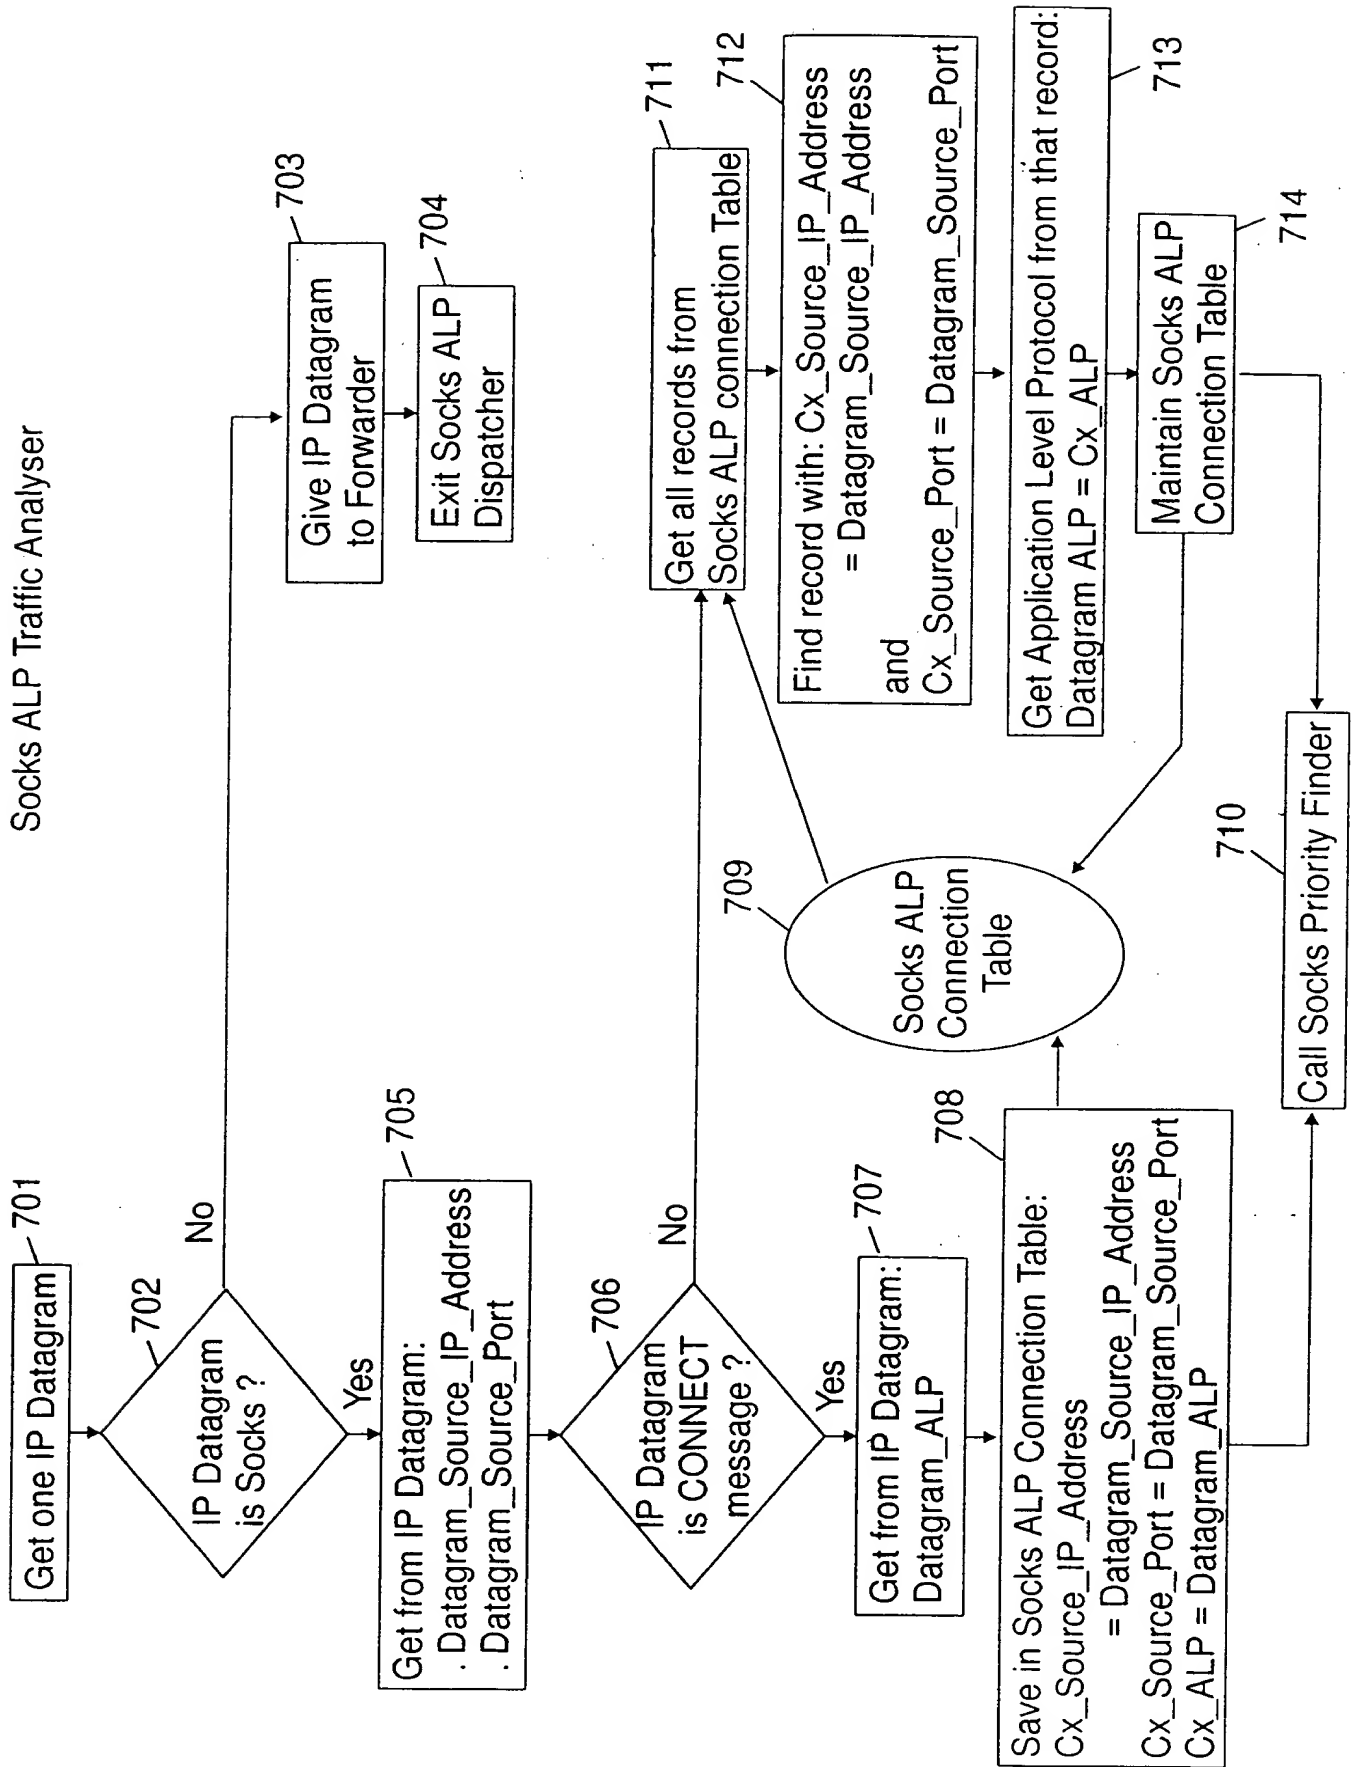 Socks ALP Traffic Analyser
Get one IP Datagram
701
IP Datagram
is Socks ?
702
No
Yes
Give IP Datagram
to Forwarder
703
Exit Socks ALP
Dispatcher
704
Get from IP Datagram:
. Datagram_Source_IP_Address
. Datagram_Source_Port
705
IP Datagram
is CONNECT
message ?
706
No
Yes
Get from IP Datagram:
Datagram_ALP
707
Save in Socks ALP Connection Table:
Cx_Source_IP_Address
= Datagram_Source_IP_Address
Cx_Source_Port = Datagram_Source_Port
Cx_ALP = Datagram_ALP
708
Socks ALP
Connection
Table
709
Call Socks Priority Finder
710
Get all records from
Socks ALP connection Table
711
Find record with: Cx_Source_IP_Address
= Datagram_Source_IP_Address
and
Cx_Source_Port = Datagram_Source_Port
712
Get Application Level Protocol from that record:
Datagram ALP = Cx_ALP
713
Maintain Socks ALP
Connection Table
714